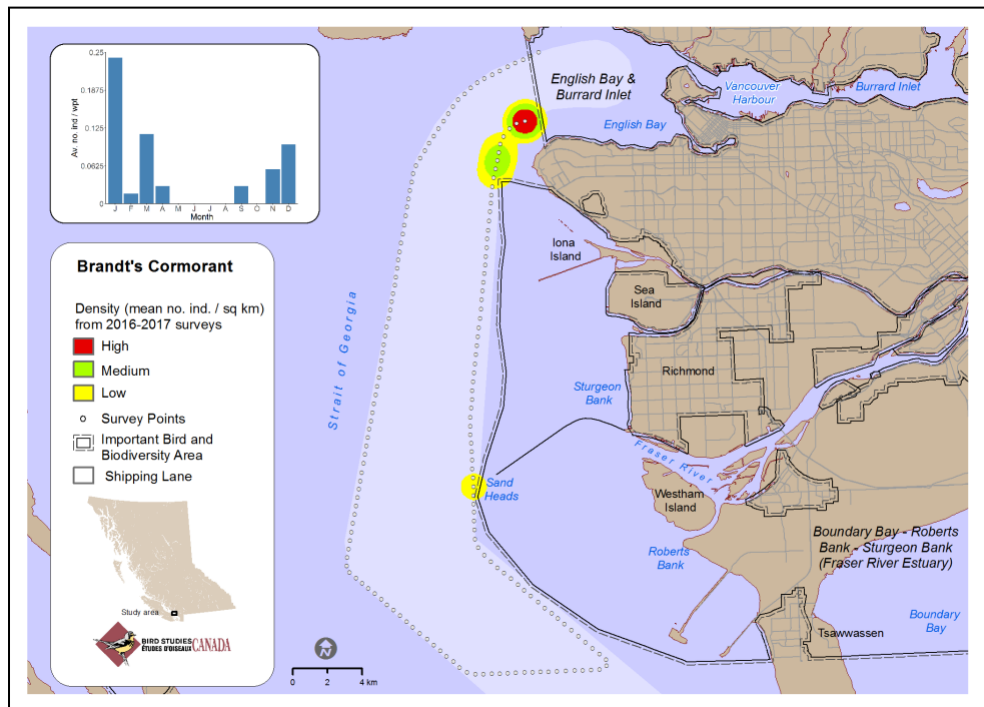 0.25
0.1875
0.125
0.0625
0
Av. no. ind / wpt
J F M A M J J A S O N D
Month
Brandt's Cormorant
Density (mean no. ind. / sq km)
from 2016-2017 surveys
High
Medium
Low
Survey Points
Important Bird and
Biodiversity Area
Shipping Lane
Study area
BIRD STUDIES
ÉTUDES D'OISEAUX
CANADA
N
0 2 4 km
Strait of Georgia
English Bay &
Burrard Inlet
English Bay
Vancouver
Harbour
Burrard Inlet
Iona
Island
Sea
Island
Richmond
Sturgeon
Bank
Fraser River
Sand
Heads
Westham
Island
Roberts
Bank
Boundary Bay - Roberts
Bank - Sturgeon Bank
(Fraser River Estuary)
Boundary
Bay
Tsawwassen